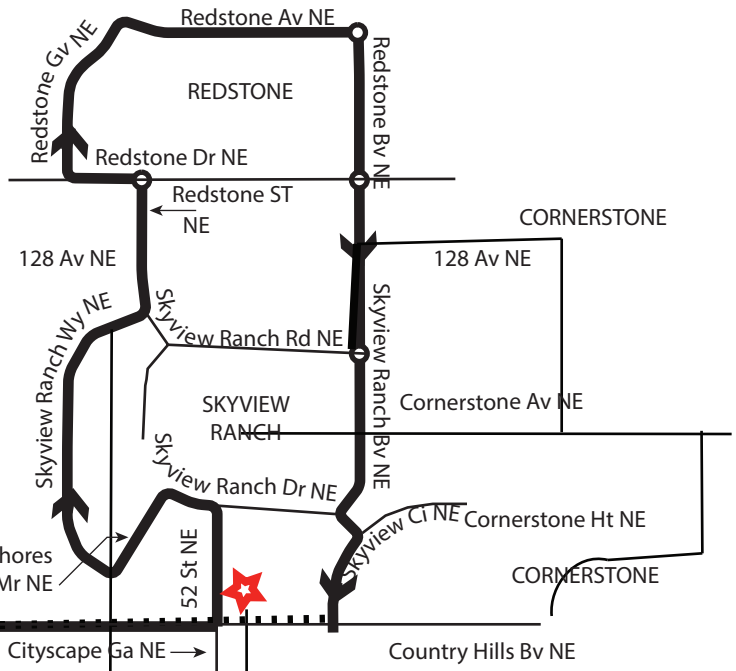 Redstone Av NE
Redstone Gv NE
REDSTONE
Redstone Bv NE
Redstone Dr NE
Redstone ST
NE
CORNERSTONE
128 Av NE
128 Av NE
Skyview Ranch Wy NE
Skyview Ranch Rd NE
Skyview Ranch Bv NE
SKYVIEW
RANCH
Cornerstone Av NE
Skyview Ranch Dr NE
Skyview Ci NE
Cornerstone Ht NE
hores
Mr NE
52 St NE
CORNERSTONE
Cityscape Ga NE
Country Hills Bv NE